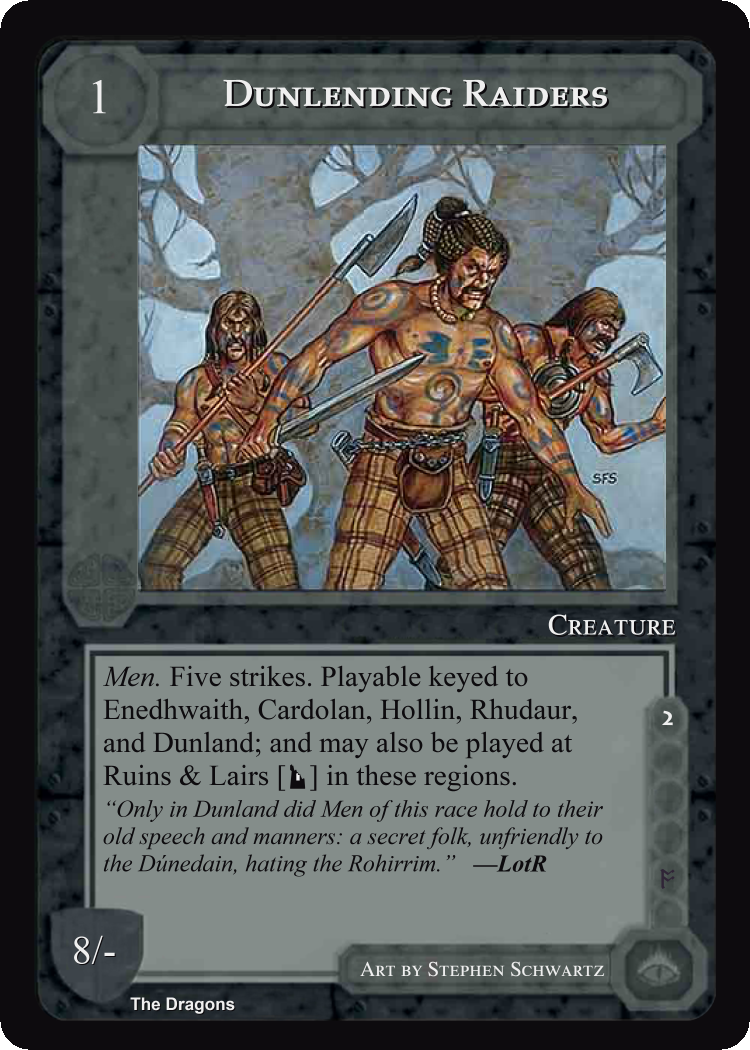 1
Dunlending Raiders
SFS
Creature
Men. Five strikes. Playable keyed to
Enedhwaith, Cardolan, Hollin, Rhudaur,
and Dunland; and may also be played at
Ruins & Lairs [] in these regions.
“Only in Dunland did Men of this race hold to their
old speech and manners: a secret folk, unfriendly to
the Dúnedain, hating the Rohirrim.” —LotR
2
ᚩ
8/-
Art by Stephen Schwartz
The Dragons